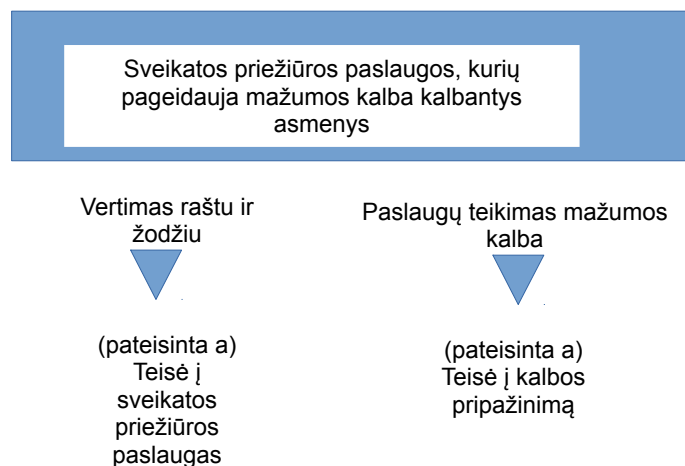 Sveikatos priežiūros paslaugos, kurių
pageidauja mažumos kalba kalbantys
asmenys
Vertimas raštu ir
žodžiu
Paslaugų teikimas mažumos
kalba
(pateisinta a)
Teisė į
sveikatos
priežiūros
paslaugas
(pateisinta a)
Teisė į kalbos
pripažinimą